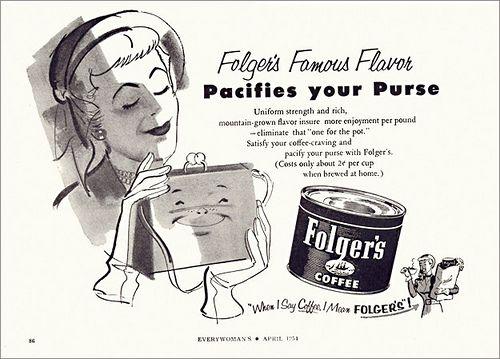 Folger's Famous Flavor
Pacifies your Purse
Uniform strength and rich,
mountain-grown flavor insure more enjoyment per pound
—eliminate that "one for the pot."
Satisfy your coffee-craving and
pacify your purse with Folger's.
(Costs only about 2¢ per cup
when brewed at home.)
Folger's
COFFEE
"When I Say Coffee, I Mean FOLGER'S"!
86
EVERYWOMAN'S • APRIL 1954